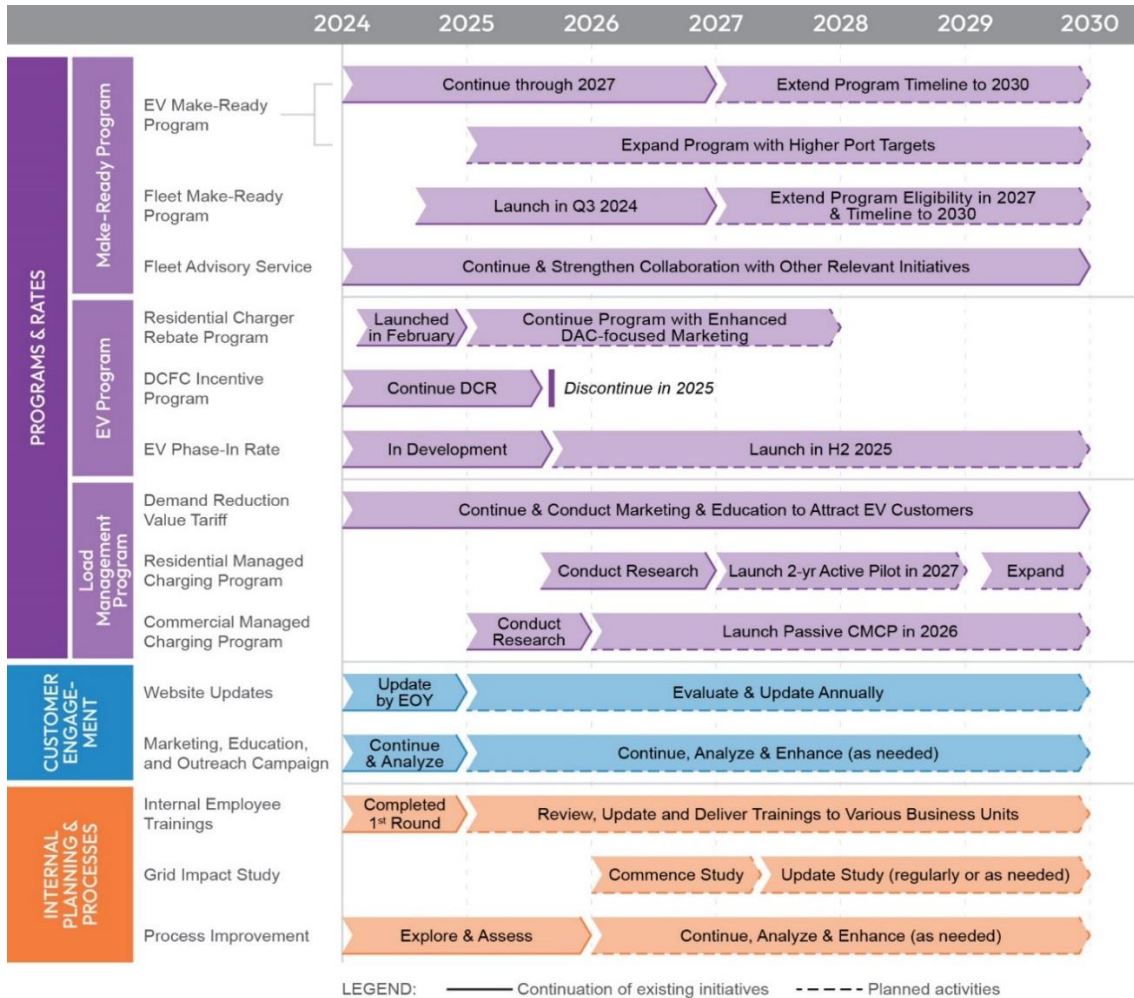 2024 2025 2026 2027 2028 2029 2030
PROGRAMS & RATES
Make-Ready Program
EV Make-Ready
Program
Continue through 2027
Extend Program Timeline to 2030
Expand Program with Higher Port Targets
Fleet Make-Ready
Program
Launch in Q3 2024
Extend Program Eligibility in 2027
& Timeline to 2030
Fleet Advisory Service
Continue & Strengthen Collaboration with Other Relevant Initiatives
EV Program
Residential Charger
Rebate Program
Launched
in February
Continue Program with Enhanced
DAC-focused Marketing
DCFC Incentive
Program
Continue DCR
Discontinue in 2025
EV Phase-In Rate
In Development
Launch in H2 2025
Load
Management
Program
Demand Reduction
Value Tariff
Continue & Conduct Marketing & Education to Attract EV Customers
Residential Managed
Charging Program
Conduct Research
Launch 2-yr Active Pilot in 2027
Expand
Commercial Managed
Charging Program
Conduct
Research
Launch Passive CMCP in 2026
CUSTOMER
ENGAGE-
MENT
Website Updates
Update
by EOY
Evaluate & Update Annually
Marketing, Education,
and Outreach Campaign
Continue
& Analyze
Continue, Analyze & Enhance (as needed)
INTERNAL
PLANNING &
PROCESSES
Internal Employee
Trainings
Completed
1st Round
Review, Update and Deliver Trainings to Various Business Units
Grid Impact Study
Commence Study
Update Study (regularly or as needed)
Process Improvement
Explore & Assess
Continue, Analyze & Enhance (as needed)
LEGEND: Continuation of existing initiatives Planned activities